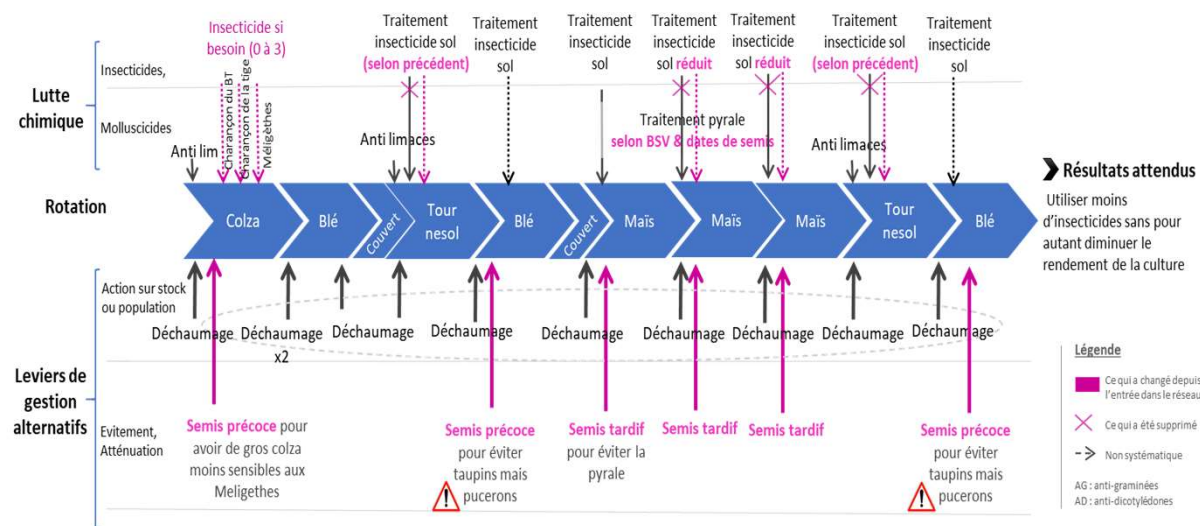 Insecticide si
besoin (0 à 3)
Traitement
insecticide sol
(selon précédent)
Traitement
insecticide
sol
Traitement
insecticide
sol
Traitement
insecticide
sol réduit
Traitement
insecticide
sol réduit
Traitement
insecticide sol
(selon précédent)
Traitement
insecticide
sol
Lutte
chimique
Insecticides,
Molluscicides
Charançon du BT
Charançon de la tige
Méligèthes
Anti lim
Anti limaces
Traitement pyrale
selon BSV & dates de semis
Anti limaces
Rotation
Colza
Blé
Couvert
Tour
nesol
Blé
Couvert
Maïs
Maïs
Maïs
Tour
nesol
Blé
Résultats attendus
Utiliser moins
d'insecticides sans pour
autant diminuer le
rendement de la culture
Leviers de
gestion
alternatifs
Action sur stock
ou population
Déchaumage
Déchaumage
x2
Déchaumage
Déchaumage
Déchaumage
Déchaumage
Déchaumage
Déchaumage
Déchaumage
Déchaumage
Evitement,
Atténuation
Semis précoce pour
avoir de gros colza
moins sensibles aux
Meligethes
Semis précoce
pour éviter
taupins mais
pucerons
Semis tardif
pour éviter la
pyrale
Semis tardif
Semis tardif
Semis précoce
pour éviter
taupins mais
pucerons
!
!
Légende
Ce qui a changé depuis
l'entrée dans le réseau
Ce qui a été supprimé
Non systématique
AG : anti-graminées
AD : anti-dicotylédones